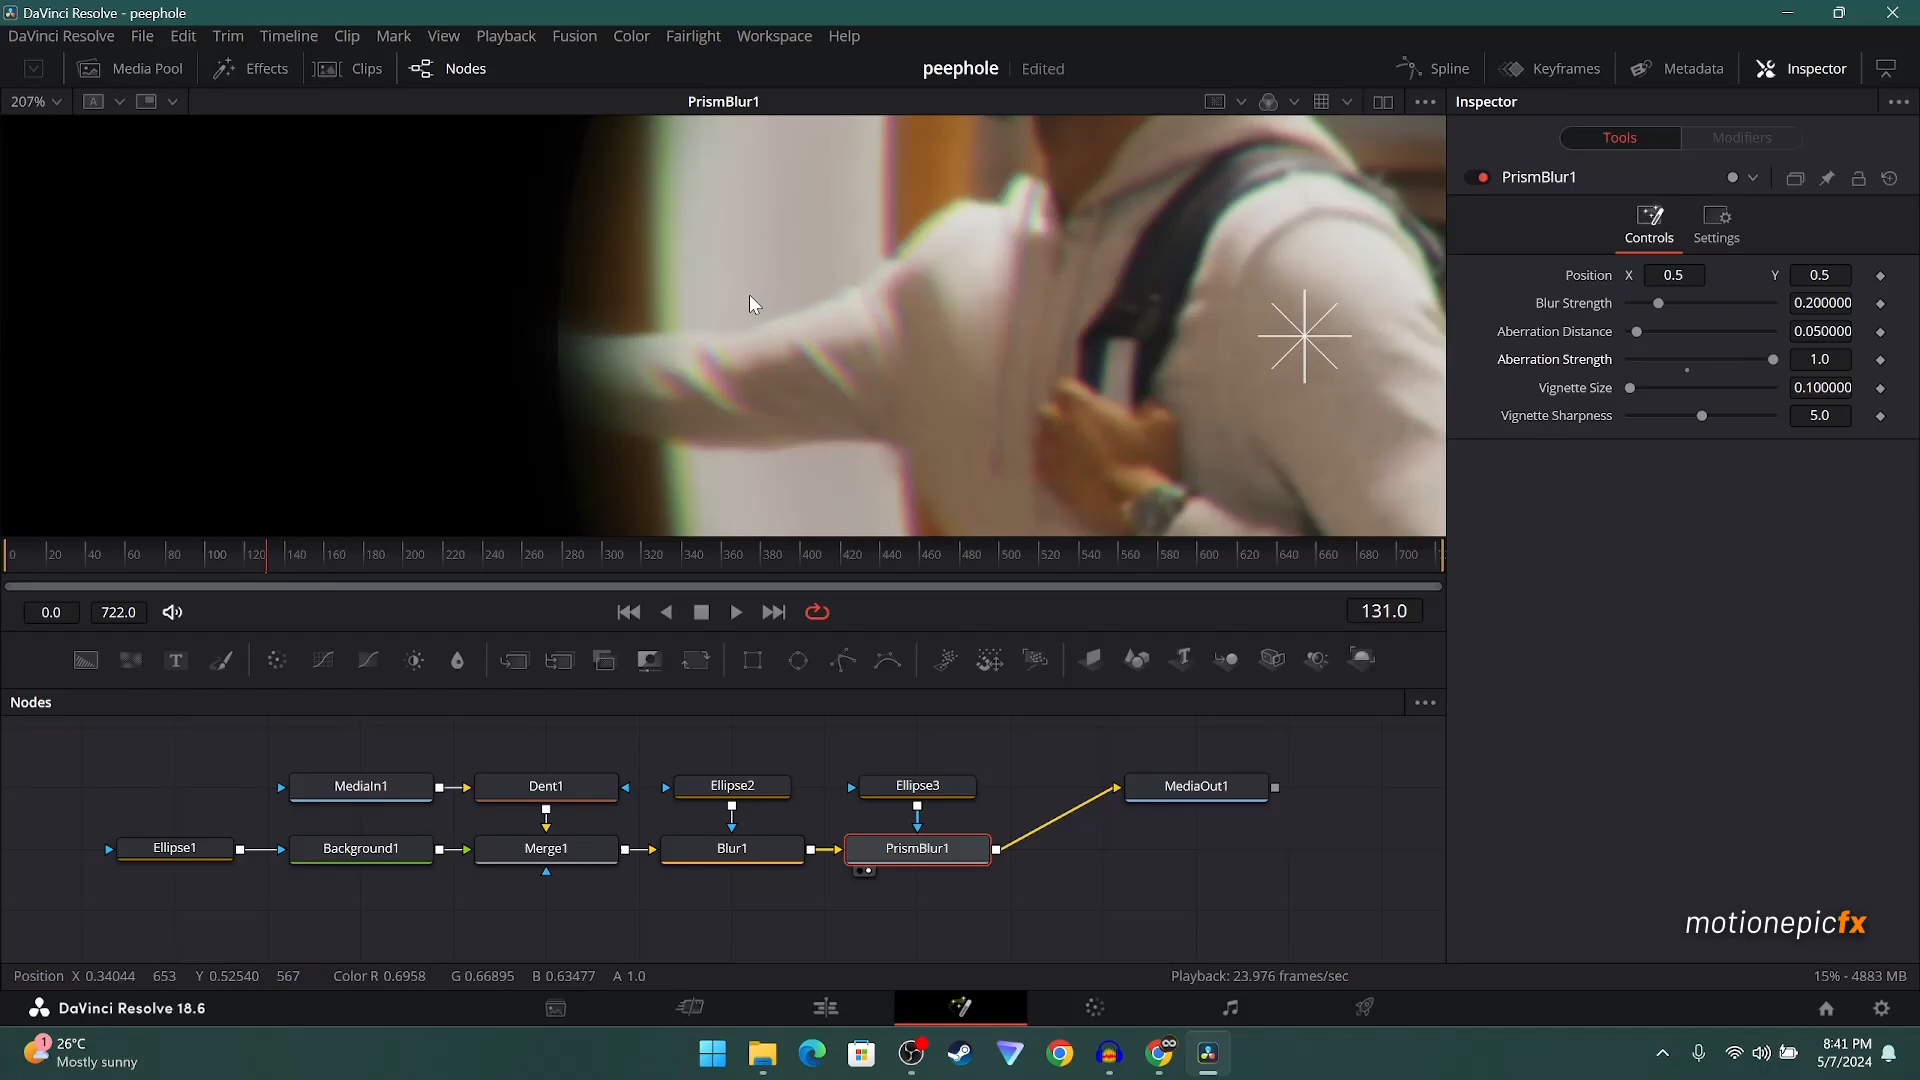 DaVinci Resolve - peephole
DaVinci Resolve File Edit Trim Timeline Clip Mark View Playback Fusion Color Fairlight Workspace Help
Media Pool Effects Clips Nodes peephole Edited Spline Keyframes Metadata Inspector
207% A PrismBlur1 Inspector
Tools Modifiers
PrismBlur1
Controls Settings
Position X 0.5 Y 0.5
Blur Strength 0.200000
Aberration Distance 0.050000
Aberration Strength 1.0
Vignette Size 0.100000
Vignette Sharpness 5.0
0 20 40 60 80 100 120 140 160 180 200 220 240 260 280 300 320 340 360 380 400 420 440 460 480 500 520 540 560 580 600 620 640 660 680 700
0.0 722.0 131.0
T T
Nodes
MediaIn1 Dent1 Ellipse2 Ellipse3 MediaOut1
Ellipse1 Background1 Merge1 Blur1 PrismBlur1
motionepicfx
Position X 0.34044 653 Y 0.52540 567 Color R 0.6958 G 0.66895 B 0.63477 A 1.0 Playback: 23.976 frames/sec 15% - 4883 MB
DaVinci Resolve 18.6
1 26°C 8:41 PM
Mostly sunny 5/7/2024